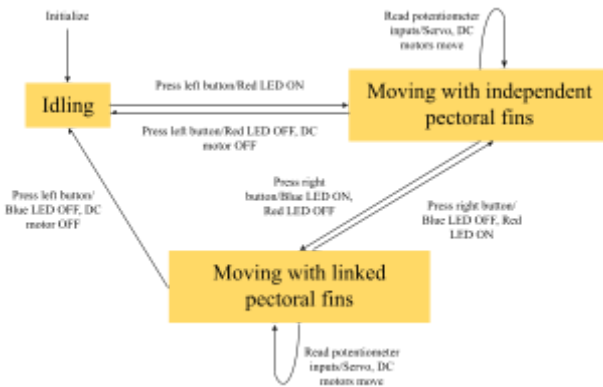 Initialize
Read potentiometer
inputs/Servo, DC
motors move
Idling
Press left button/Red LED ON
Moving with independent
pectoral fins
Press left button/Red LED OFF, DC
motor OFF
Press left button/
Blue LED OFF, DC
motor OFF
Press right
button/Blue LED ON,
Red LED OFF
Press right button/
Blue LED OFF, Red
LED ON
Moving with linked
pectoral fins
Read potentiometer
inputs/Servo, DC
motors move